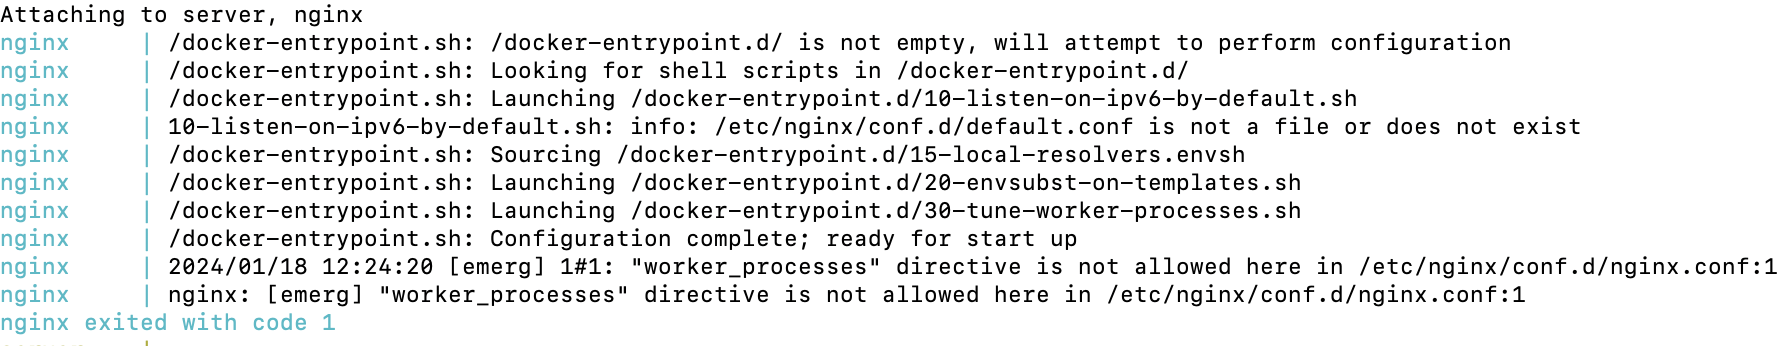 Attaching to server, nginx
nginx | /docker-entrypoint.sh: /docker-entrypoint.d/ is not empty, will attempt to perform configuration
nginx | /docker-entrypoint.sh: Looking for shell scripts in /docker-entrypoint.d/
nginx | /docker-entrypoint.sh: Launching /docker-entrypoint.d/10-listen-on-ipv6-by-default.sh
nginx | 10-listen-on-ipv6-by-default.sh: info: /etc/nginx/conf.d/default.conf is not a file or does not exist
nginx | /docker-entrypoint.sh: Sourcing /docker-entrypoint.d/15-local-resolvers.envsh
nginx | /docker-entrypoint.sh: Launching /docker-entrypoint.d/20-envsubst-on-templates.sh
nginx | /docker-entrypoint.sh: Launching /docker-entrypoint.d/30-tune-worker-processes.sh
nginx | /docker-entrypoint.sh: Configuration complete; ready for start up
nginx | 2024/01/18 12:24:20 [emerg] 1#1: "worker_processes" directive is not allowed here in /etc/nginx/conf.d/nginx.conf:1
nginx | nginx: [emerg] "worker_processes" directive is not allowed here in /etc/nginx/conf.d/nginx.conf:1
nginx exited with code 1